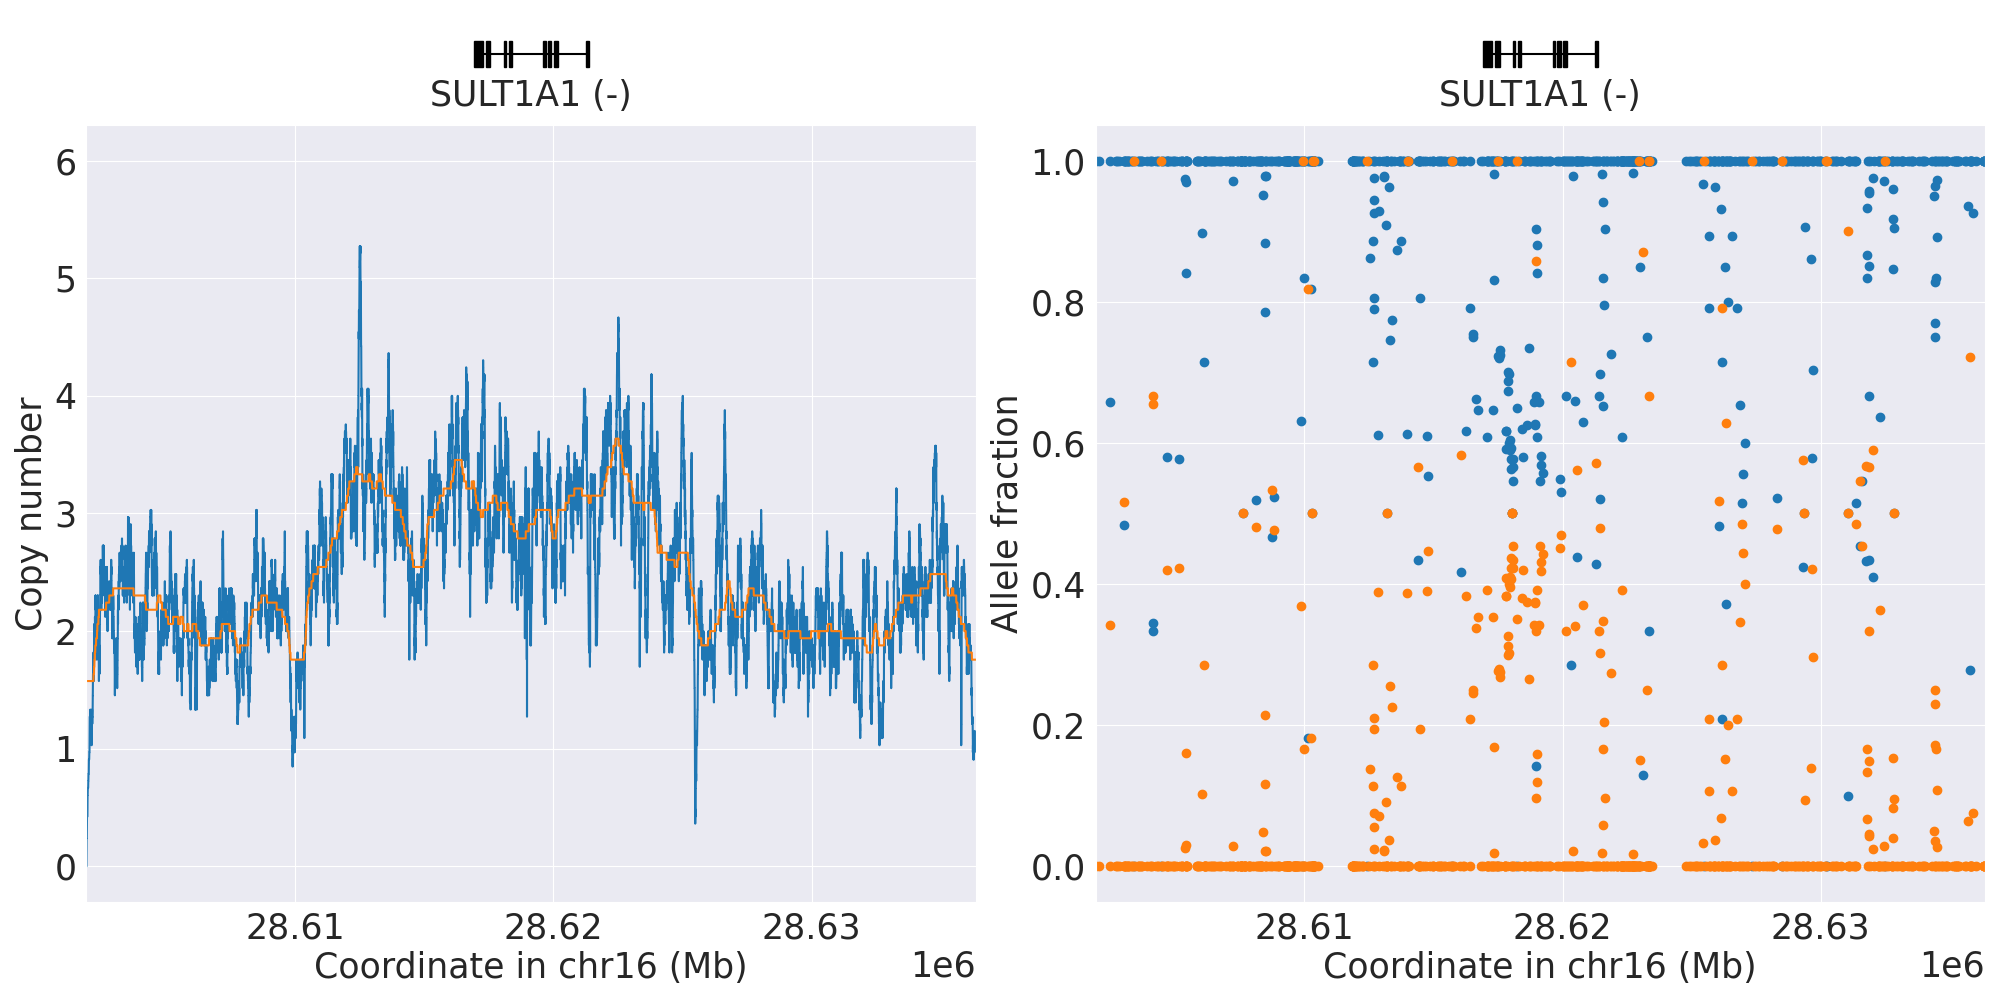 SULT1A1 (-)
6
5
4
3
2
1
0
Copy number
28.61
28.62
28.63
Coordinate in chr16 (Mb)
1e6
SULT1A1 (-)
1.0
0.8
0.6
0.4
0.2
0.0
Allele fraction
28.61
28.62
28.63
Coordinate in chr16 (Mb)
1e6